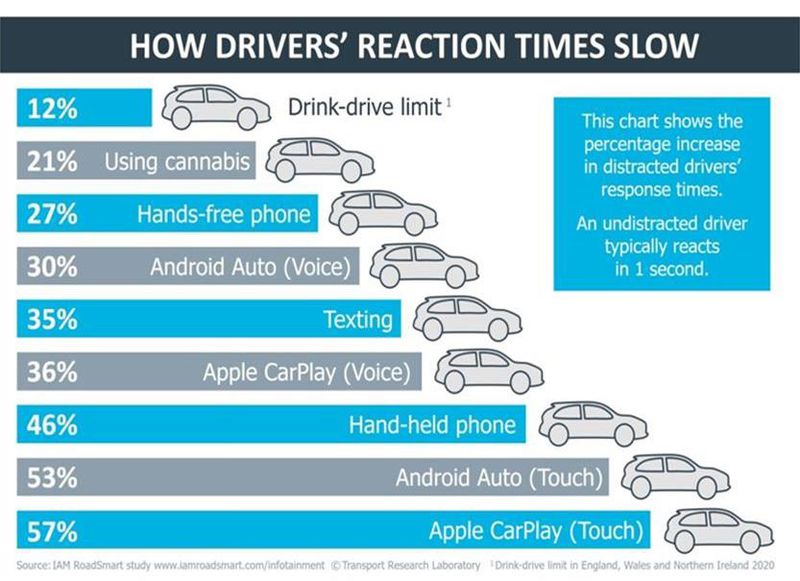 HOW DRIVERS’ REACTION TIMES SLOW
12% Drink-drive limit ¹
21% Using cannabis
27% Hands-free phone
30% Android Auto (Voice)
35% Texting
36% Apple CarPlay (Voice)
46% Hand-held phone
53% Android Auto (Touch)
57% Apple CarPlay (Touch)
This chart shows the
percentage increase
in distracted drivers’
response times.
An undistracted driver
typically reacts
in 1 second.
Source: IAM RoadSmart study www.iamroadsmart.com/infotainment © Transport Research Laboratory ¹ Drink-drive limit in England, Wales and Northern Ireland 2020